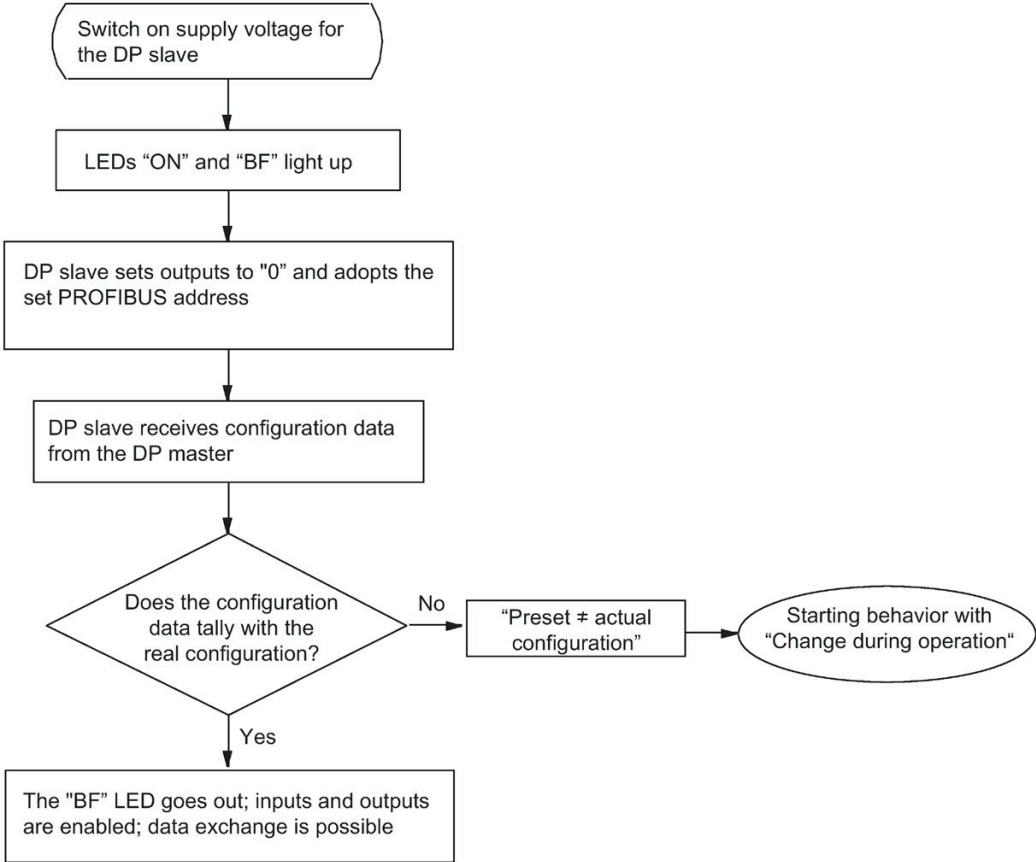 Switch on supply voltage for
the DP slave
LEDs “ON” and “BF” light up
DP slave sets outputs to "0” and adopts the
set PROFIBUS address
DP slave receives configuration data
from the DP master
Does the configuration
data tally with the
real configuration?
No
“Preset ≠ actual
configuration”
Starting behavior with
“Change during operation“
Yes
The "BF” LED goes out; inputs and outputs
are enabled; data exchange is possible